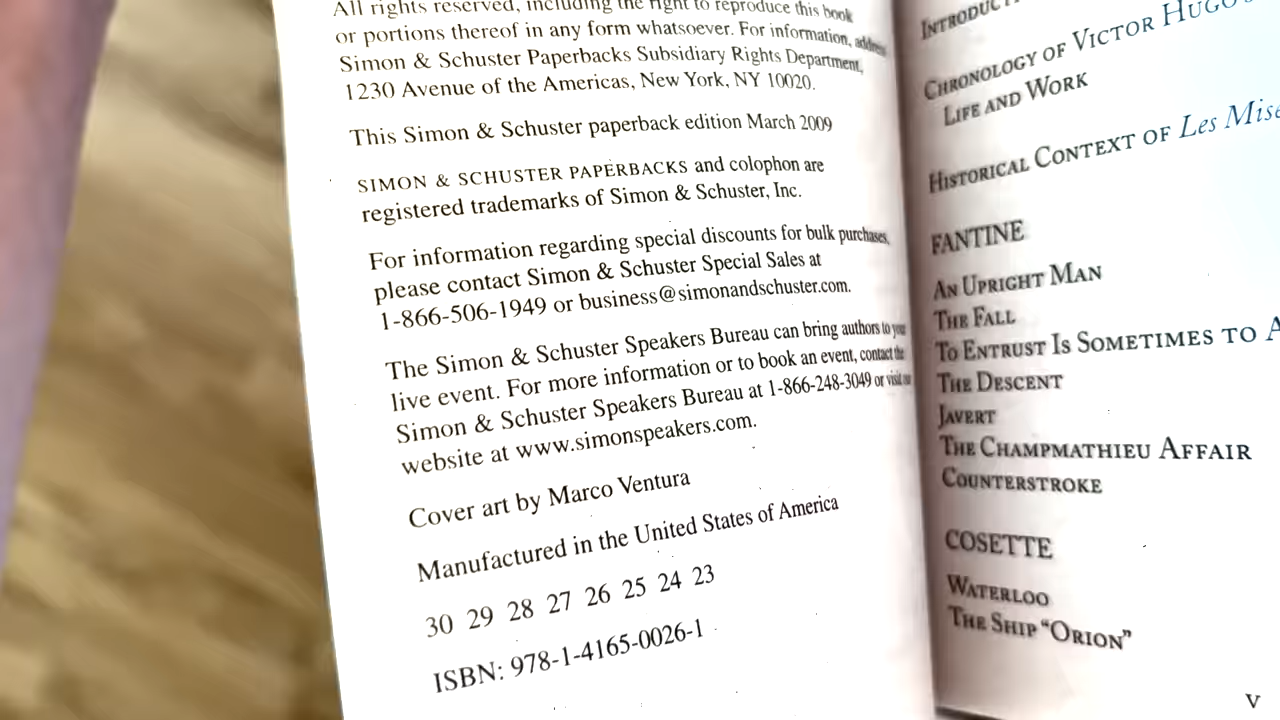 All rights reserved, including the right to reproduce this book
or portions thereof in any form whatsoever. For information, address
Simon & Schuster Paperbacks Subsidiary Rights Department,
1230 Avenue of the Americas, New York, NY 10020.
This Simon & Schuster paperback edition March 2009
SIMON & SCHUSTER PAPERBACKS and colophon are
registered trademarks of Simon & Schuster, Inc.
For information regarding special discounts for bulk purchases,
please contact Simon & Schuster Special Sales at
1-866-506-1949 or business@simonandschuster.com.
The Simon & Schuster Speakers Bureau can bring authors to your
live event. For more information or to book an event, contact the
Simon & Schuster Speakers Bureau at 1-866-248-3049 or visit our
website at www.simonspeakers.com.
Cover art by Marco Ventura
Manufactured in the United States of America
30 29 28 27 26 25 24 23
ISBN: 978-1-4165-0026-1
CHRONOLOGY OF VICTOR HUGO'S
LIFE AND WORK
HISTORICAL CONTEXT OF Les Mise
FANTINE
AN UPRIGHT MAN
THE FALL
TO ENTRUST IS SOMETIMES TO A
THE DESCENT
JAVERT
THE CHAMPMATHIEU AFFAIR
COUNTERSTROKE
COSETTE
WATERLOO
THE SHIP "ORION"
v